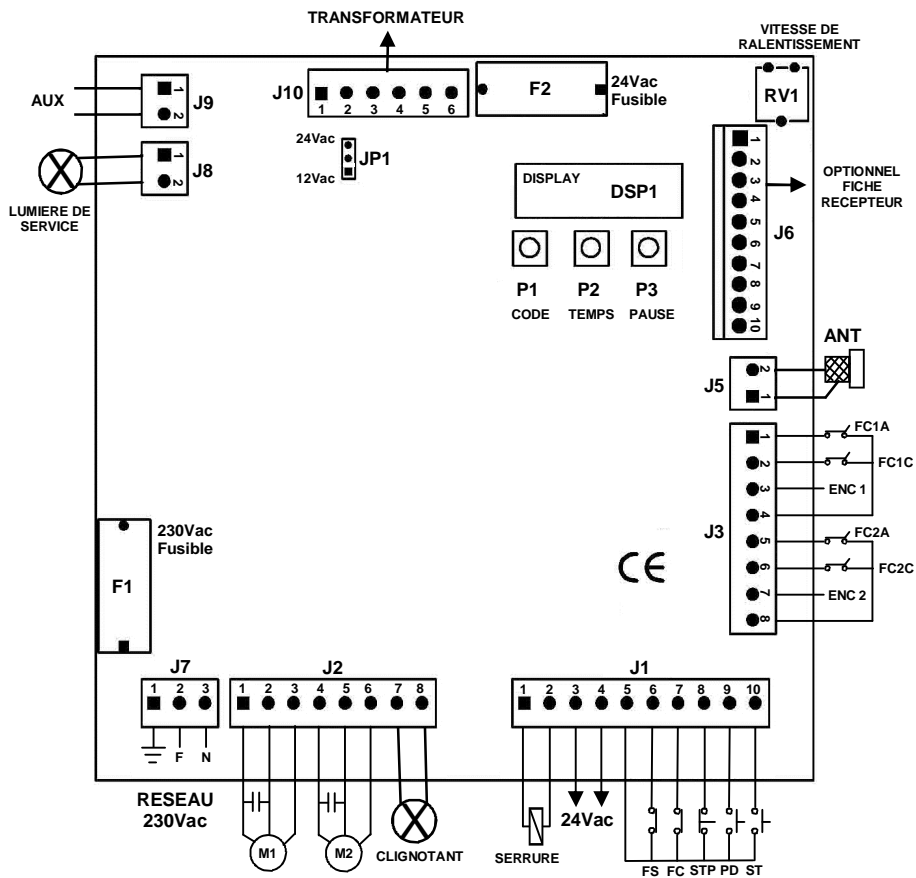 TRANSFORMATEUR
VITESSE DE
RALENTISSEMENT
AUX
J9
1
2
J10
1 2 3 4 5 6
F2
24Vac
Fusible
RV1
24Vac
JP1
12Vac
J8
1
2
LUMIERE DE
SERVICE
DISPLAY
DSP1
P1 P2 P3
CODE TEMPS PAUSE
1
2
3
4
5
6
7
8
9
10
J6
OPTIONNEL
FICHE
RECEPTEUR
ANT
J5
2
1
J3
1
2
3
4
5
6
7
8
FC1A
FC1C
ENC 1
FC2A
FC2C
ENC 2
CE
230Vac
Fusible
F1
J7
1 2 3
F N
J2
1 2 3 4 5 6 7 8
J1
1 2 3 4 5 6 7 8 9 10
RESEAU
230Vac
M1
M2
CLIGNOTANT
SERRURE
24Vac
FS FC STP PD ST